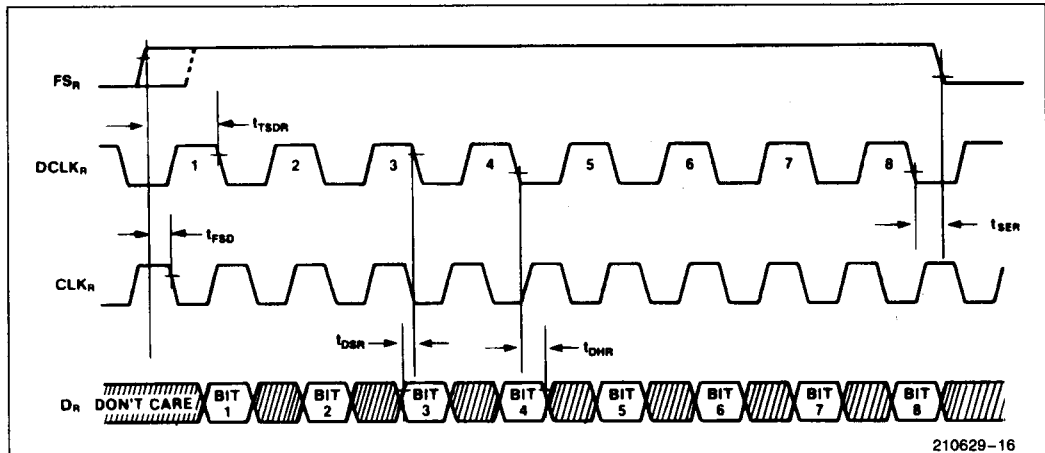 FSR
tTSDR
DCLKR 1 2 3 4 5 6 7 8
tSER
tFSD
CLKR
tDSR
tDHR
DR DON'T CARE BIT 1 BIT 2 BIT 3 BIT 4 BIT 5 BIT 6 BIT 7 BIT 8
210629-16